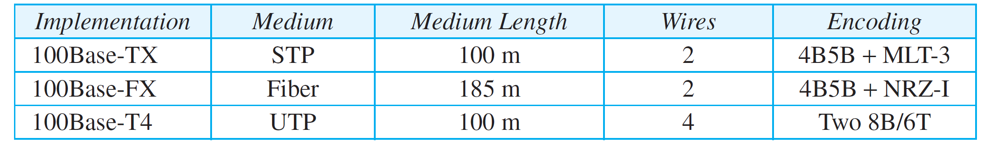 Implementation Medium Medium Length Wires Encoding
100Base-TX STP 100 m 2 4B5B + MLT-3
100Base-FX Fiber 185 m 2 4B5B + NRZ-I
100Base-T4 UTP 100 m 4 Two 8B/6T